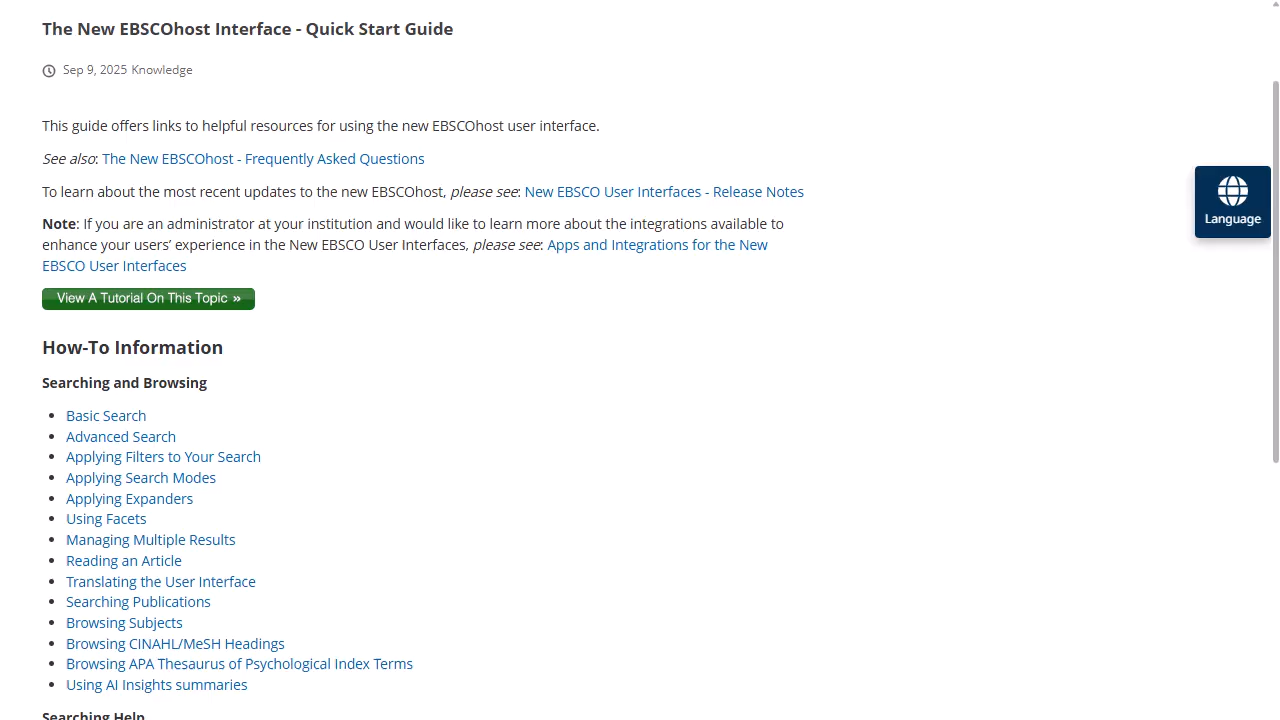 The New EBSCOhost Interface - Quick Start Guide
Sep 9, 2025 Knowledge
This guide offers links to helpful resources for using the new EBSCOhost user interface.
See also: The New EBSCOhost - Frequently Asked Questions
To learn about the most recent updates to the new EBSCOhost, please see: New EBSCO User Interfaces - Release Notes
Language
Note: If you are an administrator at your institution and would like to learn more about the integrations available to
enhance your users’ experience in the New EBSCO User Interfaces, please see: Apps and Integrations for the New
EBSCO User Interfaces
View A Tutorial On This Topic »
How-To Information
Searching and Browsing
Basic Search
Advanced Search
Applying Filters to Your Search
Applying Search Modes
Applying Expanders
Using Facets
Managing Multiple Results
Reading an Article
Translating the User Interface
Searching Publications
Browsing Subjects
Browsing CINAHL/MeSH Headings
Browsing APA Thesaurus of Psychological Index Terms
Using AI Insights summaries
Searching Help